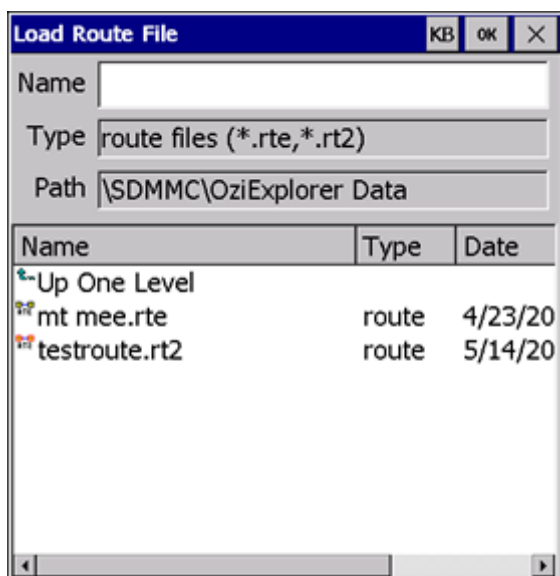 Load Route File KB OK
Name
Type route files (*.rte,*.rt2)
Path \SDMMC\OziExplorer Data
Name Type Date
Up One Level
mt mee.rte route 4/23/20
testroute.rt2 route 5/14/20